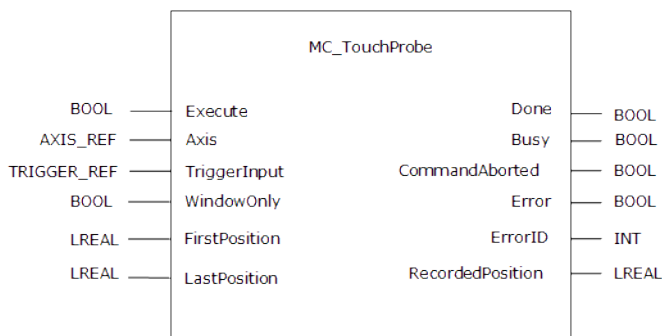 MC_TouchProbe
BOOL Execute Done BOOL
AXIS_REF Axis Busy BOOL
TRIGGER_REF TriggerInput CommandAborted BOOL
BOOL WindowOnly Error BOOL
LREAL FirstPosition ErrorID INT
LREAL LastPosition RecordedPosition LREAL